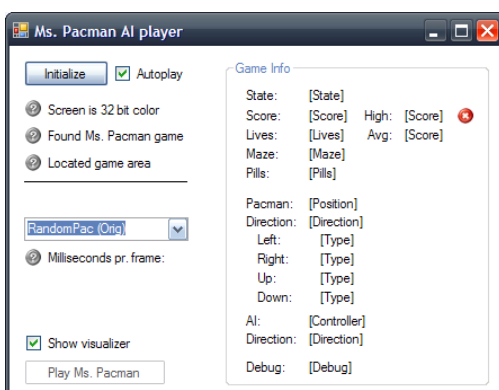 Ms. Pacman AI player
Initialize
Autoplay
Screen is 32 bit color
Found Ms. Pacman game
Located game area
RandomPac (Orig)
Milliseconds pr. frame:
Show visualizer
Play Ms. Pacman
Game Info
State: [State]
Score: [Score] High: [Score]
Lives: [Lives] Avg: [Score]
Maze: [Maze]
Pills: [Pills]
Pacman: [Position]
Direction: [Direction]
Left: [Type]
Right: [Type]
Up: [Type]
Down: [Type]
AI: [Controller]
Direction: [Direction]
Debug: [Debug]